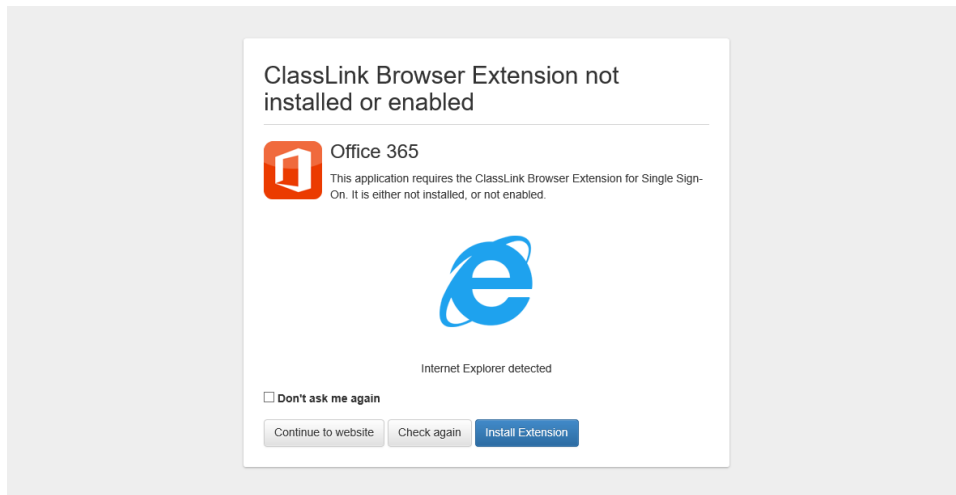 ClassLink Browser Extension not
installed or enabled
Office 365
This application requires the ClassLink Browser Extension for Single Sign-
On. It is either not installed, or not enabled.
Internet Explorer detected
Don't ask me again
Continue to website
Check again
Install Extension